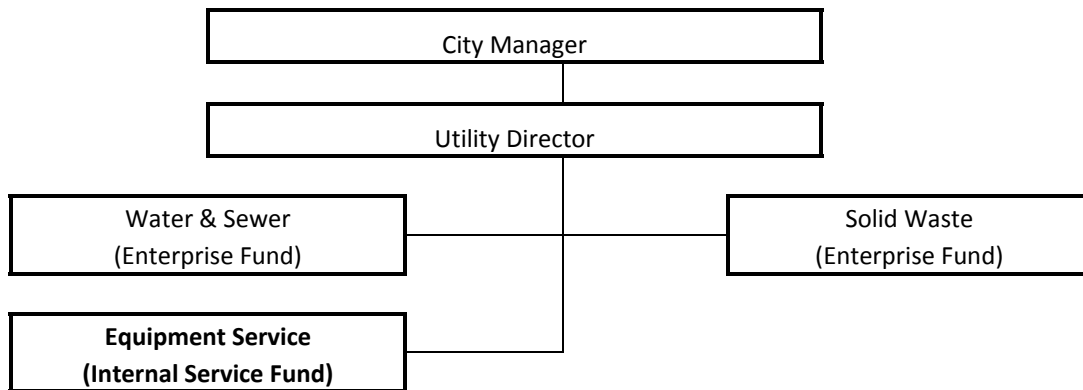 City Manager
Utility Director
Water & Sewer
(Enterprise Fund)
Solid Waste
(Enterprise Fund)
Equipment Service
(Internal Service Fund)